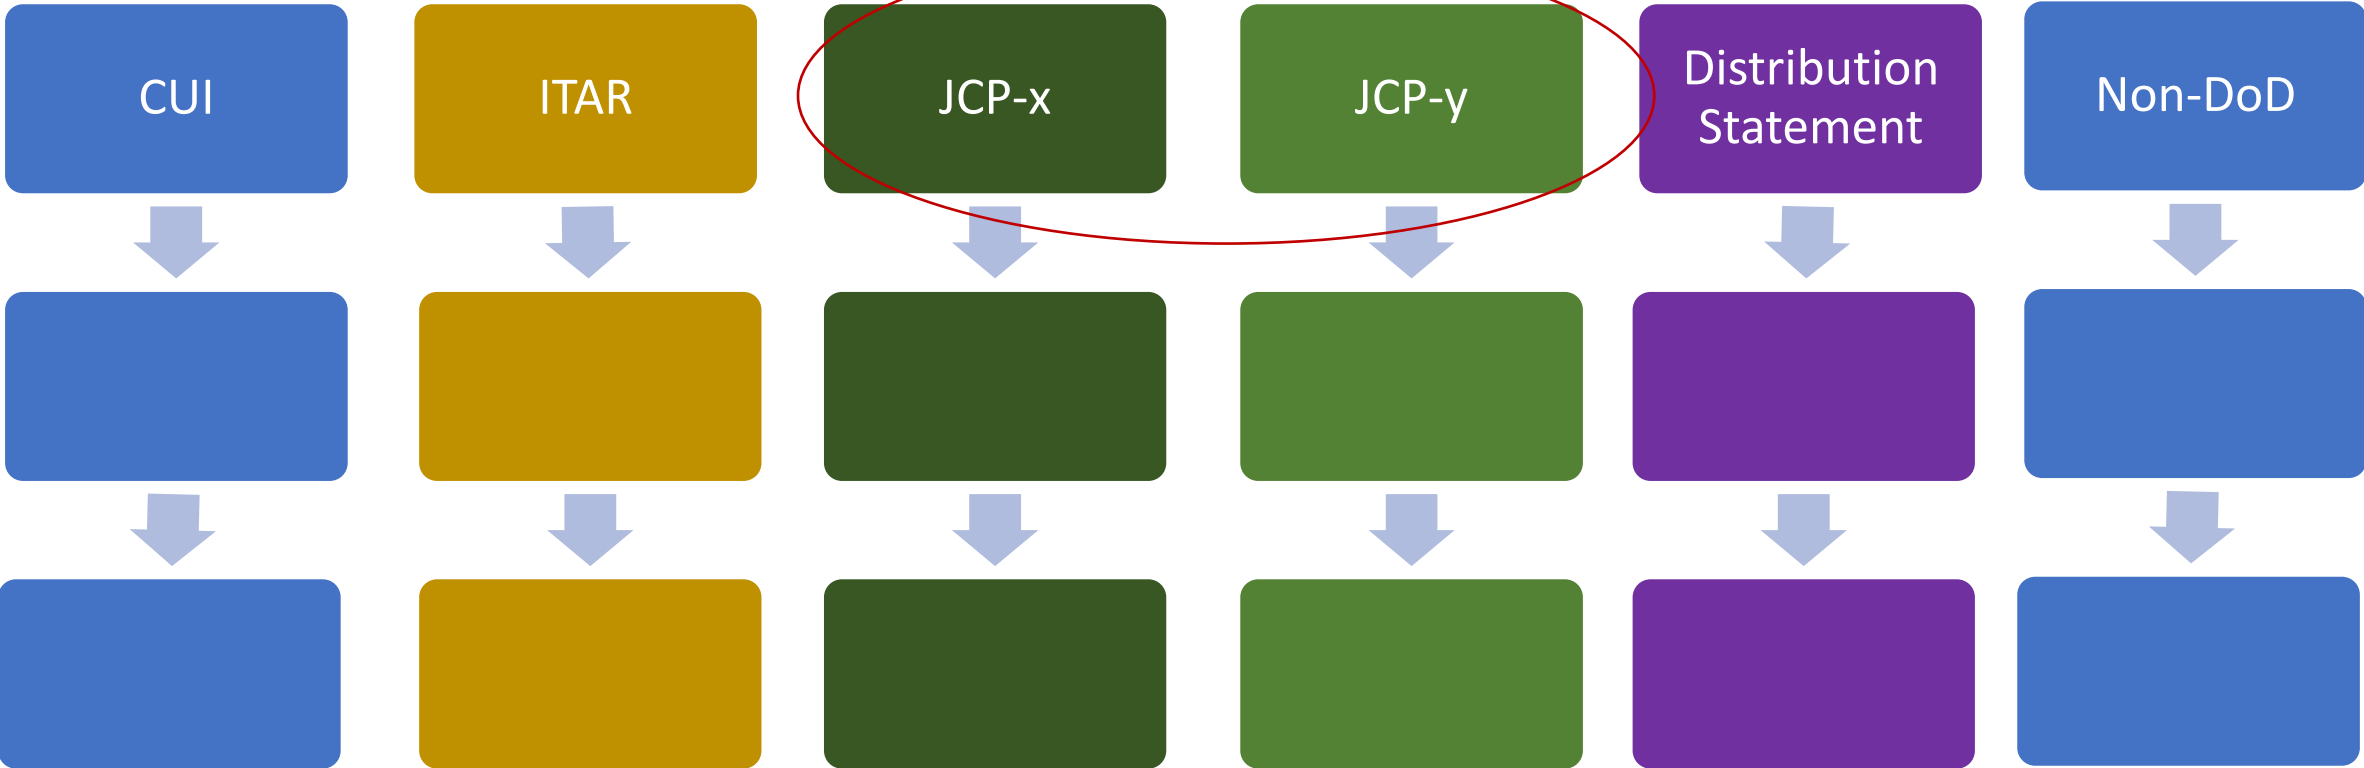 CUI
ITAR
JCP-x
JCP-y
Distribution
Statement
Non-DoD